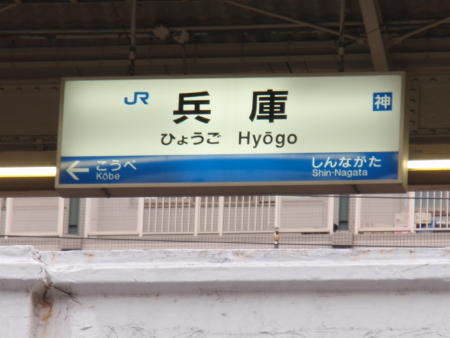 JR 兵庫 神
ひょうご Hyōgo
こうべ しんながた
Kōbe Shin-Nagata